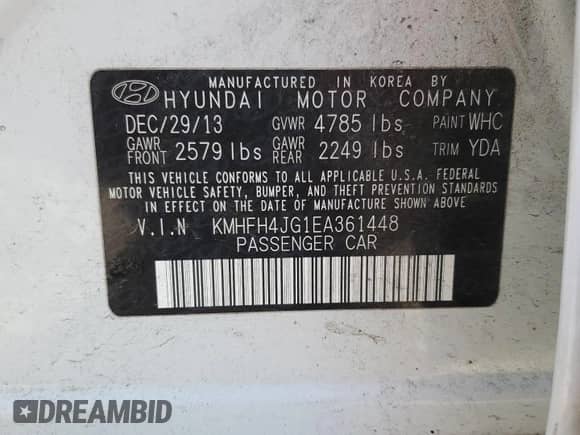 MANUFACTURED IN KOREA BY
HYUNDAI MOTOR COMPANY
DEC/29/13 GVWR 4785 lbs PAINT WHC
GAWR FRONT 2579 lbs GAWR REAR 2249 lbs TRIM YDA
THIS VEHICLE CONFORMS TO ALL APPLICABLE U.S.A. FEDERAL
MOTOR VEHICLE SAFETY, BUMPER, AND THEFT PREVENTION STANDARDS
IN EFFECT ON THE DATE OF MANUFACTURE SHOWN ABOVE
V.I.N KMHFH4JG1EA361448
PASSENGER CAR
DREAMBID